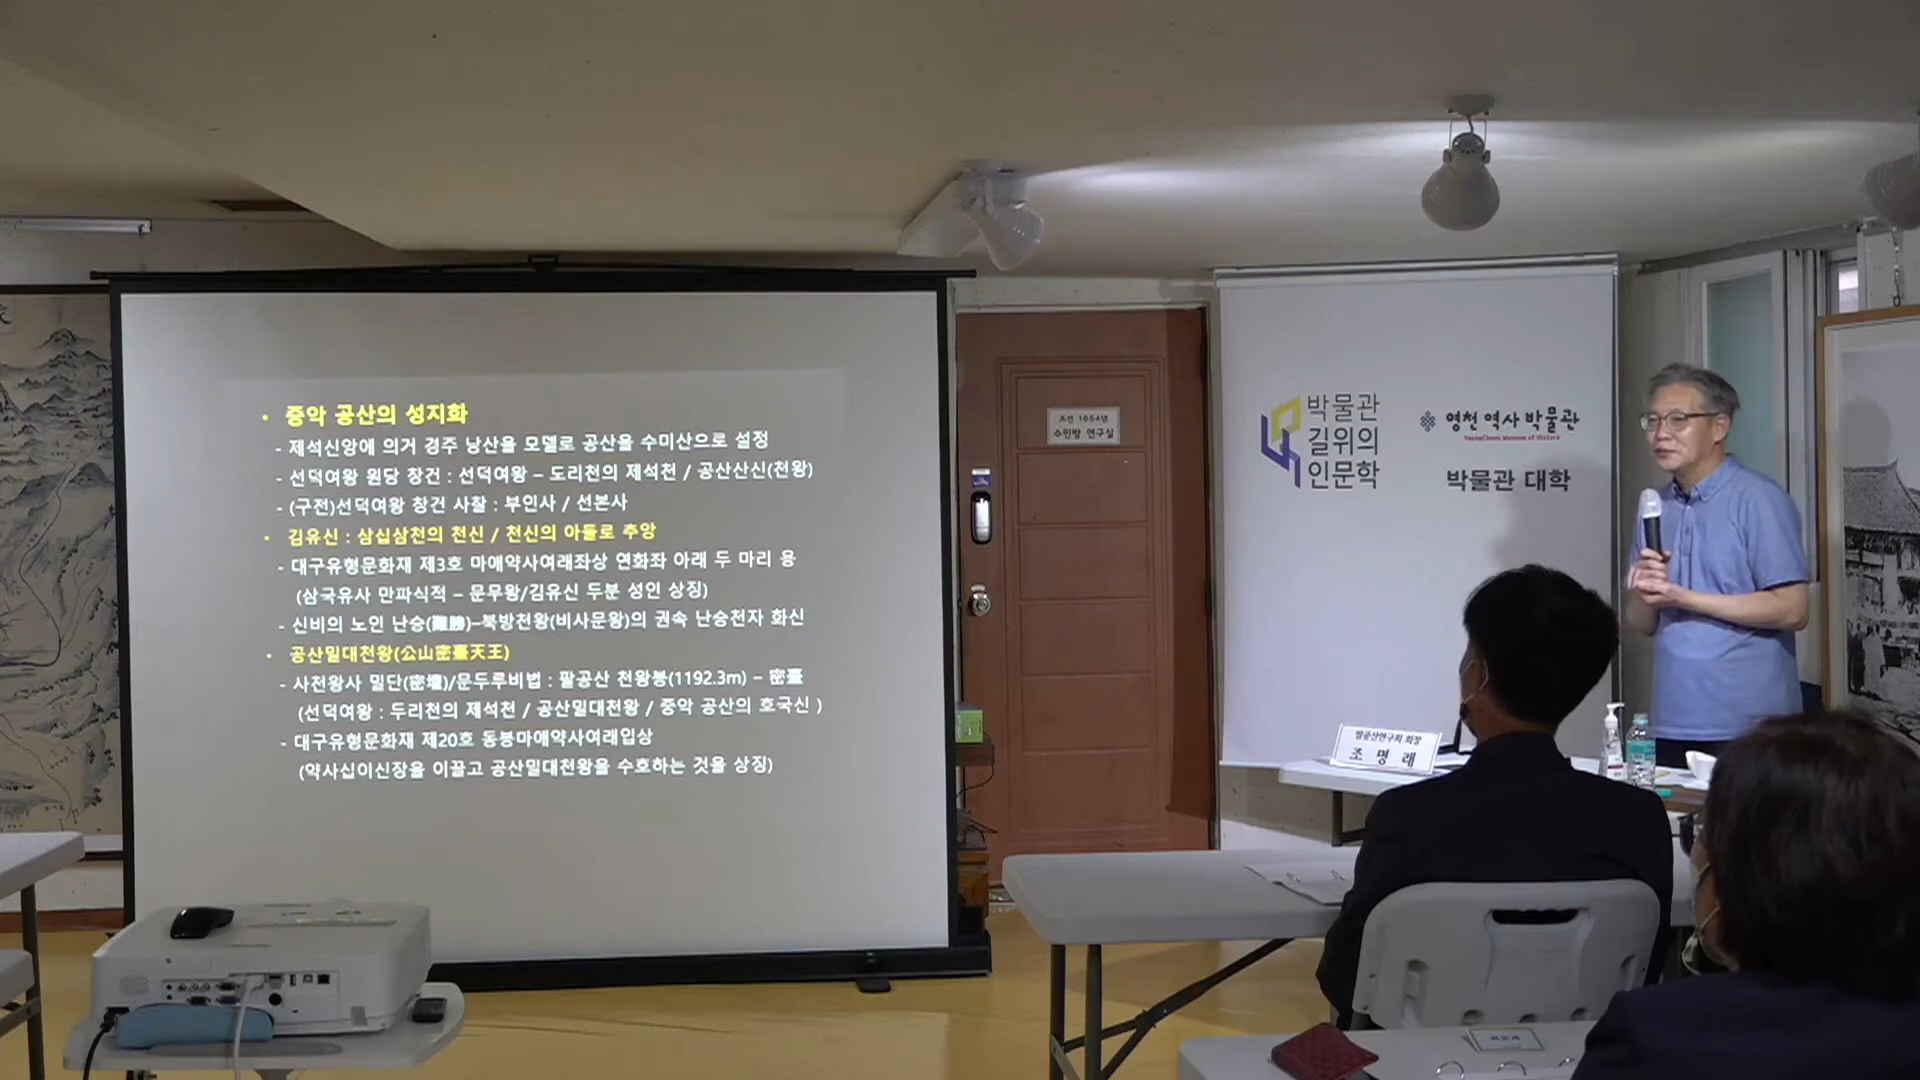 • 중악 공산의 성지화
- 제석신앙에 의거 경주 낭산을 모델로 공산을 수미산으로 설정
- 선덕여왕 원당 창건 : 선덕여왕 – 도리천의 제석천 / 공산산신(천왕)
- (구전)선덕여왕 창건 사찰 : 부인사 / 선본사
• 김유신 : 삼십삼천의 천신 / 천신의 아들로 추앙
- 대구유형문화재 제3호 마애약사여래좌상 연화좌 아래 두 마리 용
(삼국유사 만파식적 – 문무왕/김유신 두분 성인 상징)
- 신비의 노인 난승(難勝)–북방천왕(비사문왕)의 권속 난승천자 화신
• 공산밀대천왕(公山密臺天王)
- 사천왕사 밀단(密壇)/문두루비법 : 팔공산 천왕봉(1192.3m) – 密臺
(선덕여왕 : 두리천의 제석천 / 공산밀대천왕 / 중악 공산의 호국신 )
- 대구유형문화재 제20호 동봉마애약사여래입상
(약사십이신장을 이끌고 공산밀대천왕을 수호하는 것을 상징)
조선 1654년
수민방 연구실
박물관
길위의
인문학
영천역사박물관
YeongCheon Museum of History
박물관 대학
팔공산연구회 회장
조 명 래